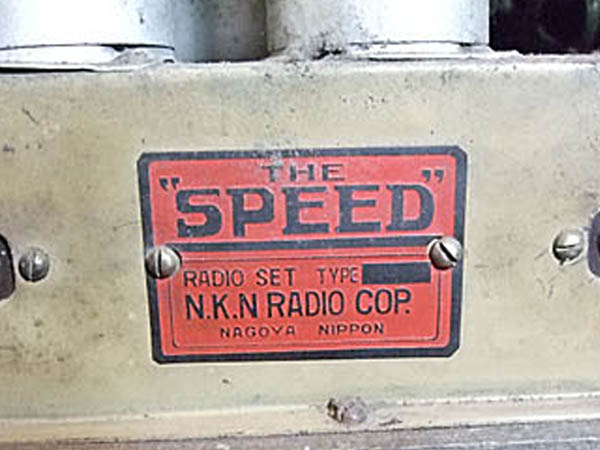 THE
"SPEED"
RADIO SET TYPE
N.K.N RADIO COP.
NAGOYA NIPPON